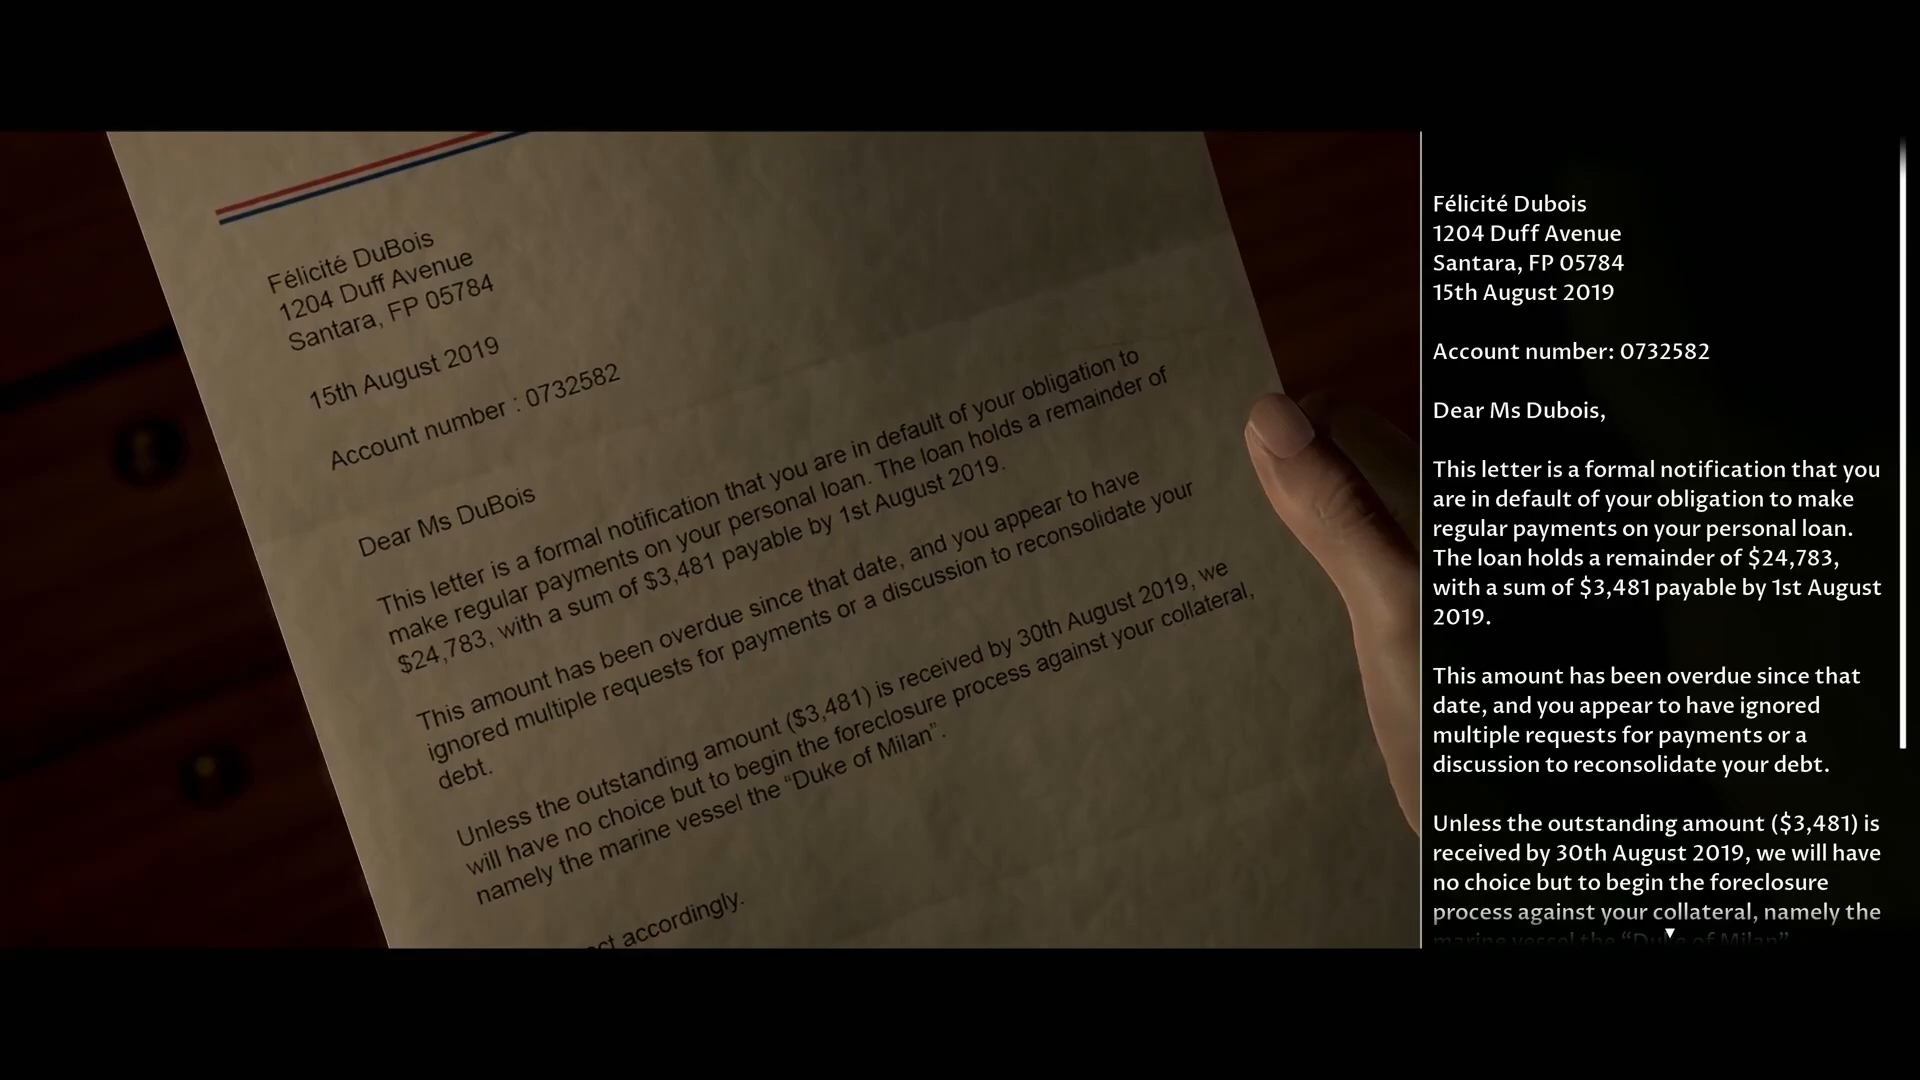 Félicité DuBois
1204 Duff Avenue
Santara, FP 05784
15th August 2019
Account number : 0732582
Dear Ms DuBois
This letter is a formal notification that you are in default of your obligation to
make regular payments on your personal loan. The loan holds a remainder of
$24,783, with a sum of $3,481 payable by 1st August 2019.
This amount has been overdue since that date, and you appear to have
ignored multiple requests for payments or a discussion to reconsolidate your
debt.
Unless the outstanding amount ($3,481) is received by 30th August 2019, we
will have no choice but to begin the foreclosure process against your collateral,
namely the marine vessel the “Duke of Milan”.
accordingly.
Félicité Dubois
1204 Duff Avenue
Santara, FP 05784
15th August 2019
Account number: 0732582
Dear Ms Dubois,
This letter is a formal notification that you
are in default of your obligation to make
regular payments on your personal loan.
The loan holds a remainder of $24,783,
with a sum of $3,481 payable by 1st August
2019.
This amount has been overdue since that
date, and you appear to have ignored
multiple requests for payments or a
discussion to reconsolidate your debt.
Unless the outstanding amount ($3,481) is
received by 30th August 2019, we will have
no choice but to begin the foreclosure
process against your collateral, namely the
marine vessel the “Duke of Milan”